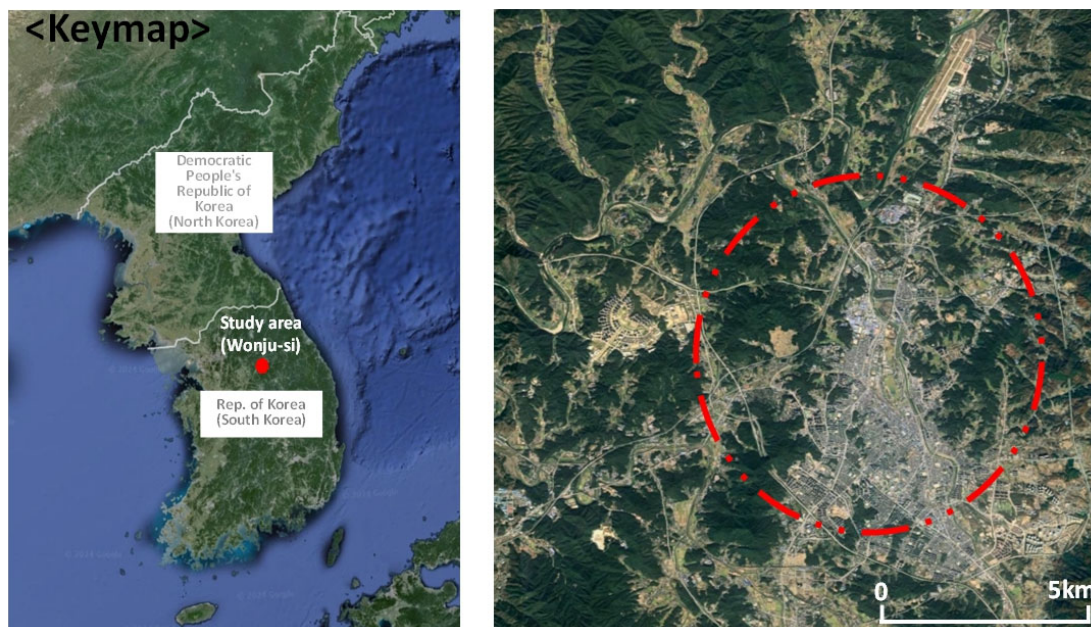 <Keymap>
Democratic
People's
Republic of
Korea
(North Korea)
Study area
(Wonju-si)
Rep. of Korea
(South Korea)
0 5km